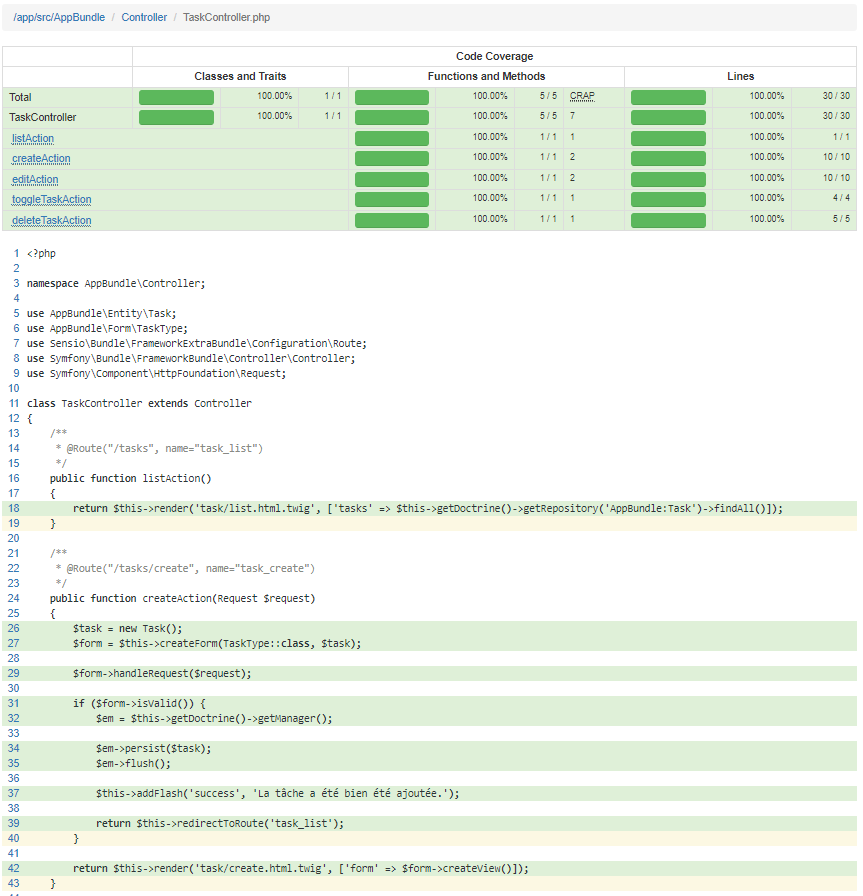 /app/src/AppBundle / Controller / TaskController.php
Code Coverage
Classes and Traits Functions and Methods Lines
Total 100.00% 1 / 1 100.00% 5 / 5 CRAP 100.00% 30 / 30
TaskController 100.00% 1 / 1 100.00% 5 / 5 7 100.00% 30 / 30
listAction 100.00% 1 / 1 1 100.00% 1 / 1
createAction 100.00% 1 / 1 2 100.00% 10 / 10
editAction 100.00% 1 / 1 2 100.00% 10 / 10
toggleTaskAction 100.00% 1 / 1 1 100.00% 4 / 4
deleteTaskAction 100.00% 1 / 1 1 100.00% 5 / 5
1 <?php
2
3 namespace AppBundle\Controller;
4
5 use AppBundle\Entity\Task;
6 use AppBundle\Form\TaskType;
7 use Sensio\Bundle\FrameworkExtraBundle\Configuration\Route;
8 use Symfony\Bundle\FrameworkBundle\Controller\Controller;
9 use Symfony\Component\HttpFoundation\Request;
10
11 class TaskController extends Controller
12 {
13     /**
14      * @Route("/tasks", name="task_list")
15      */
16     public function listAction()
17     {
18         return $this->render('task/list.html.twig', ['tasks' => $this->getDoctrine()->getRepository('AppBundle:Task')->findAll()]);
19     }
20
21     /**
22      * @Route("/tasks/create", name="task_create")
23      */
24     public function createAction(Request $request)
25     {
26         $task = new Task();
27         $form = $this->createForm(TaskType::class, $task);
28
29         $form->handleRequest($request);
30
31         if ($form->isValid()) {
32             $em = $this->getDoctrine()->getManager();
33
34             $em->persist($task);
35             $em->flush();
36
37             $this->addFlash('success', 'La tâche a été bien été ajoutée.');
38
39             return $this->redirectToRoute('task_list');
40         }
41
42         return $this->render('task/create.html.twig', ['form' => $form->createView()]);
43     }